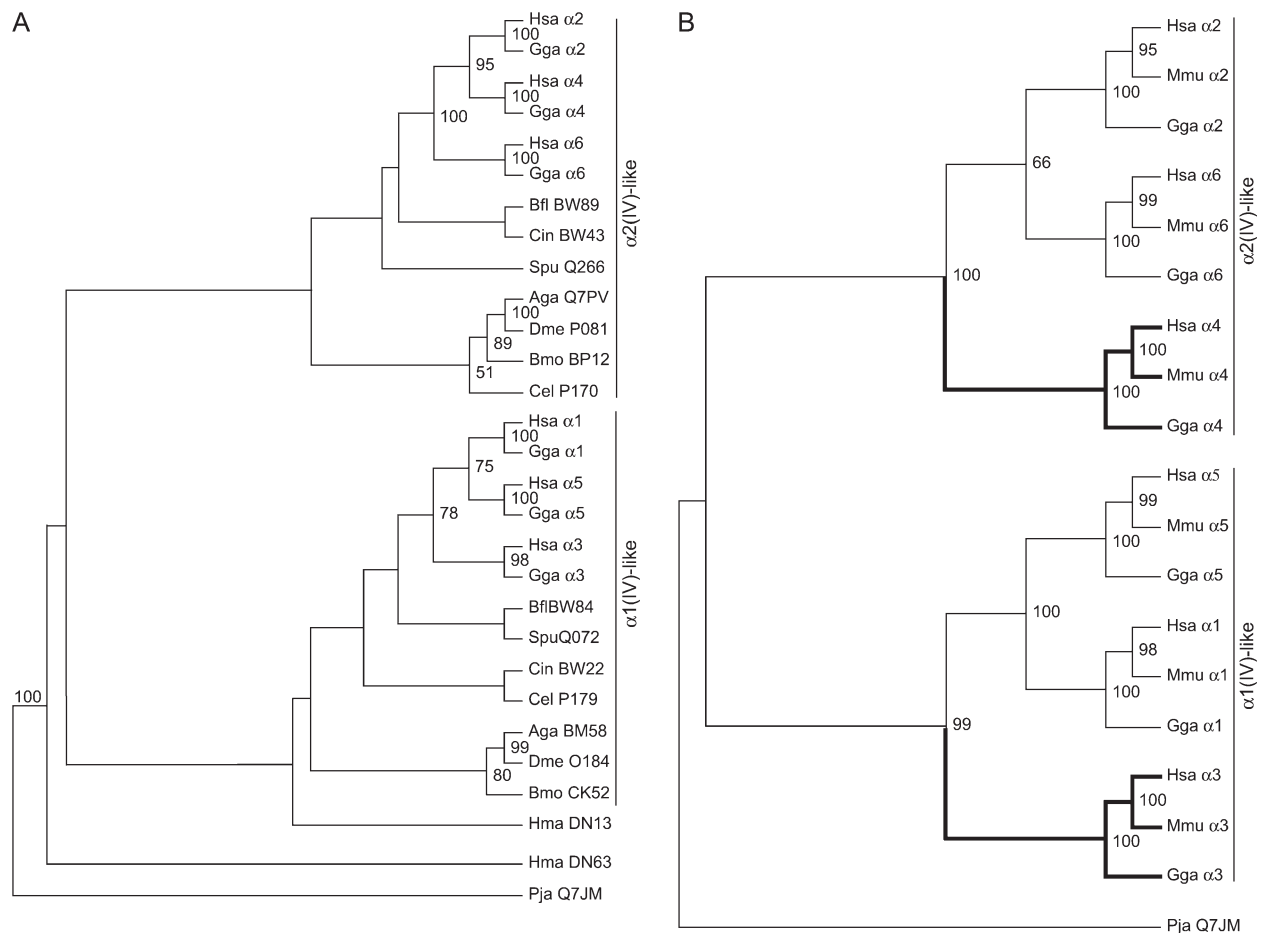 A
Hsa α2
100
Gga α2
95
Hsa α4
100
Gga α4
100
Hsa α6
100
Gga α6
Bfl BW89
Cin BW43
Spu Q266
Aga Q7PV
100
Dme P081
89
Bmo BP12
51
Cel P170
α2(IV)-like
Hsa α1
100
Gga α1
75
Hsa α5
100
Gga α5
78
Hsa α3
98
Gga α3
BflBW84
SpuQ072
Cin BW22
Cel P179
Aga BM58
99
Dme O184
80
Bmo CK52
α1(IV)-like
Hma DN13
Hma DN63
100
Pja Q7JM
B
Hsa α2
95
Mmu α2
100
Gga α2
66
Hsa α6
99
Mmu α6
100
Gga α6
100
Hsa α4
100
Mmu α4
100
Gga α4
α2(IV)-like
Hsa α5
99
Mmu α5
100
Gga α5
100
Hsa α1
98
Mmu α1
100
Gga α1
99
Hsa α3
100
Mmu α3
100
Gga α3
α1(IV)-like
Pja Q7JM